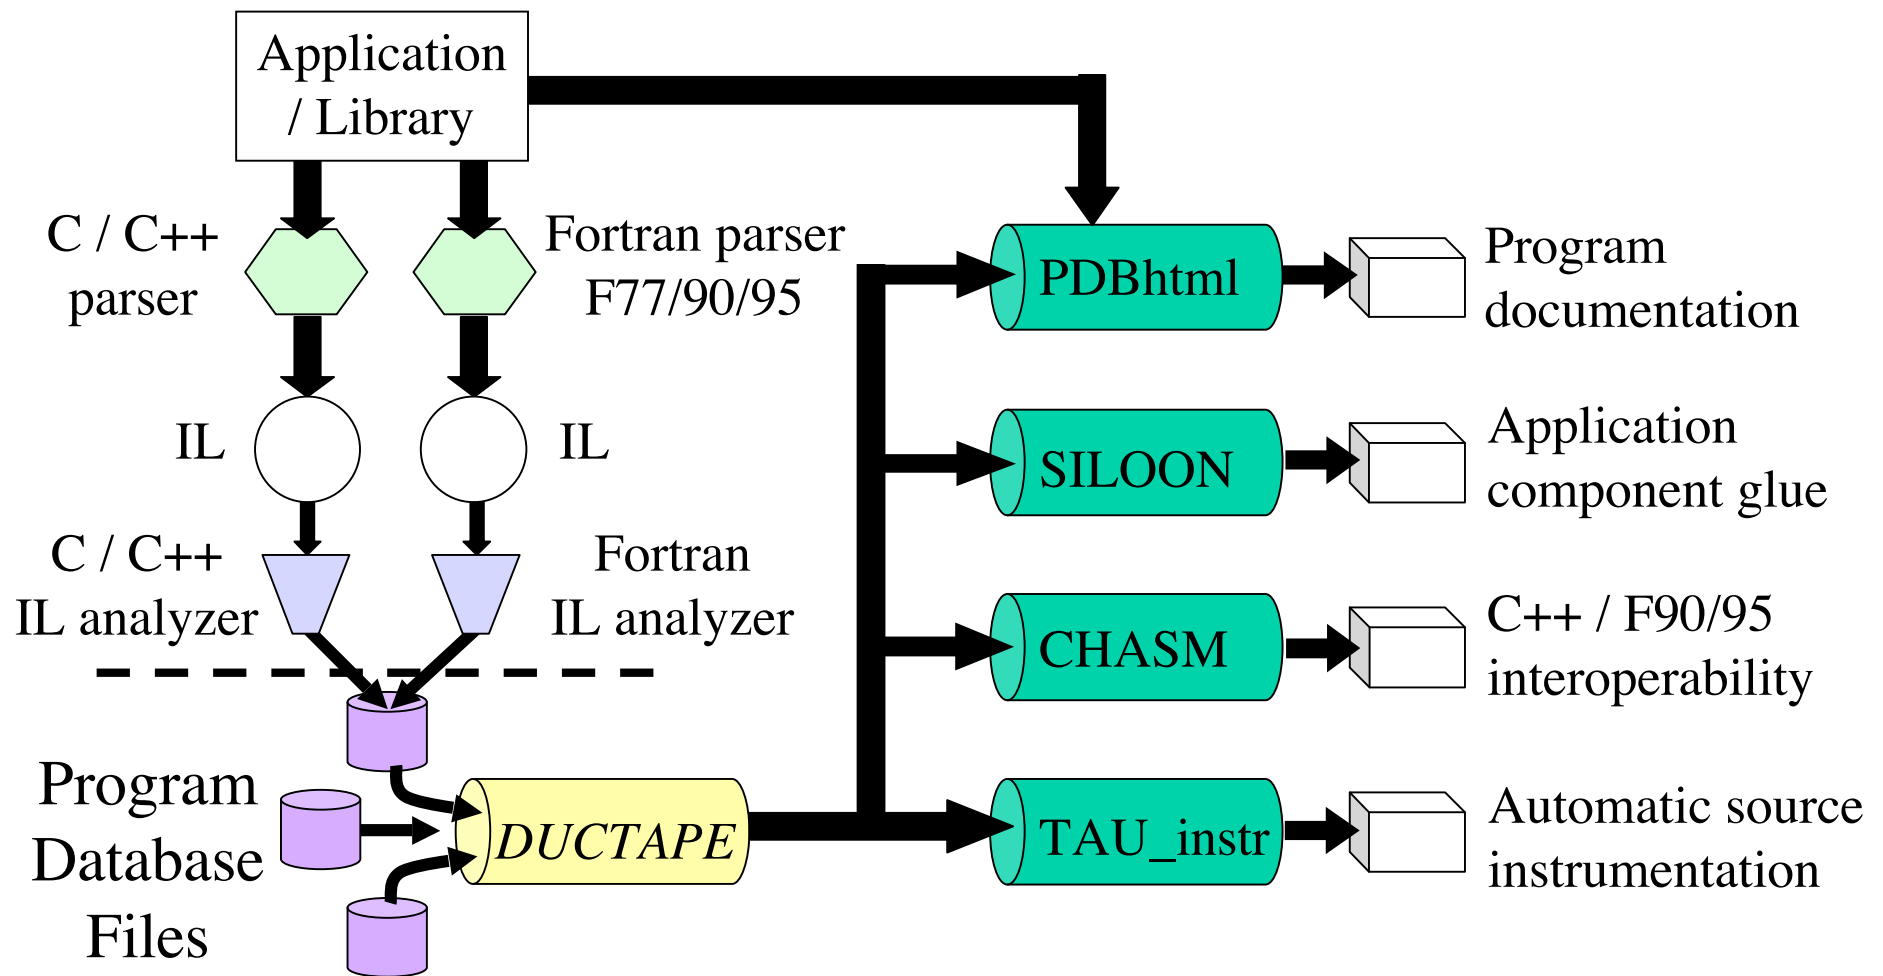 Application
/ Library
C / C++
parser
Fortran parser
F77/90/95
IL
IL
C / C++
IL analyzer
Fortran
IL analyzer
Program
Database
Files
DUCTAPE
PDBhtml
Program
documentation
SILOON
Application
component glue
CHASM
C++ / F90/95
interoperability
TAU_instr
Automatic source
instrumentation